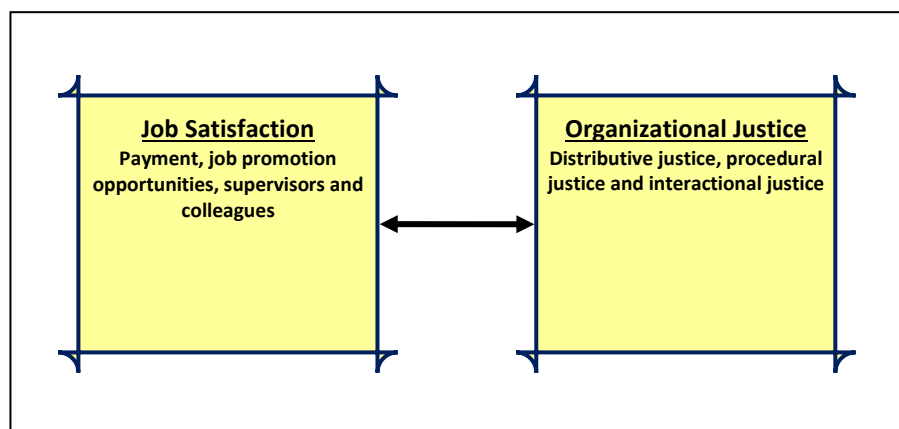 Job Satisfaction
Payment, job promotion
opportunities, supervisors and
colleagues
Organizational Justice
Distributive justice, procedural
justice and interactional justice